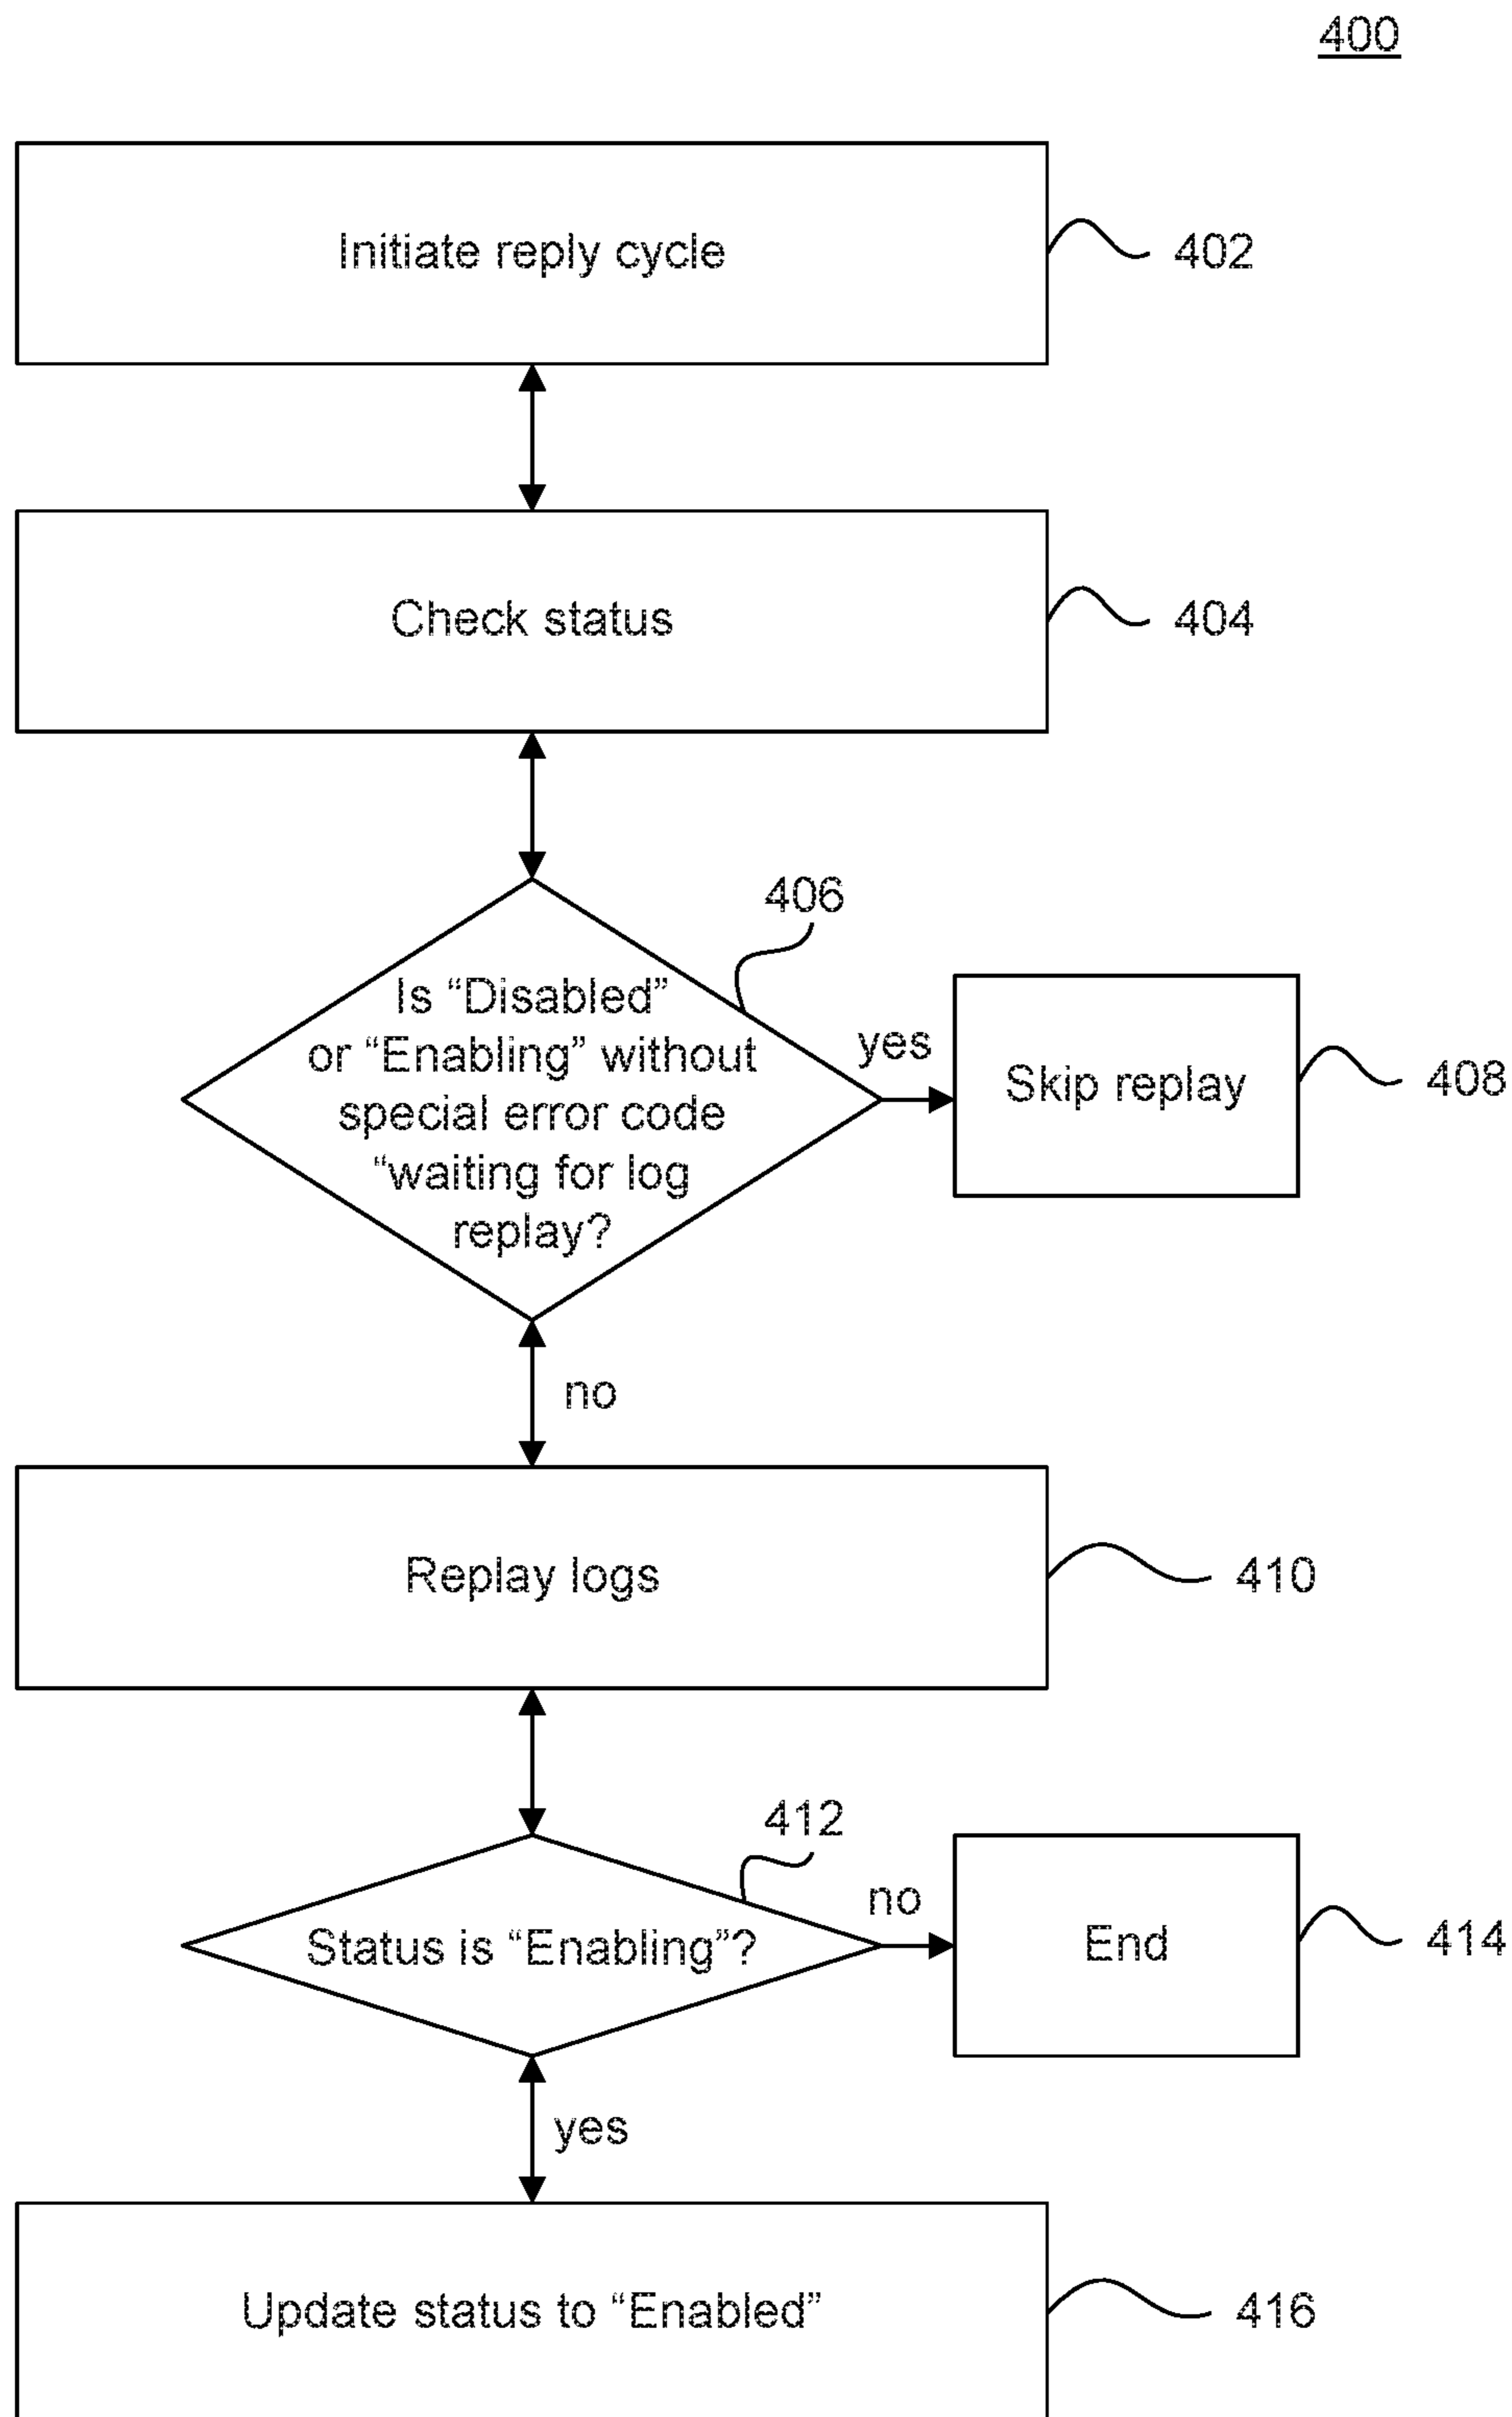 400
Initiate reply cycle
402
Check status
404
406
Is “Disabled”
or “Enabling” without
special error code
“waiting for log
replay?
yes
Skip replay
408
no
Replay logs
410
412
Status is “Enabling”?
no
End
414
yes
Update status to “Enabled”
416